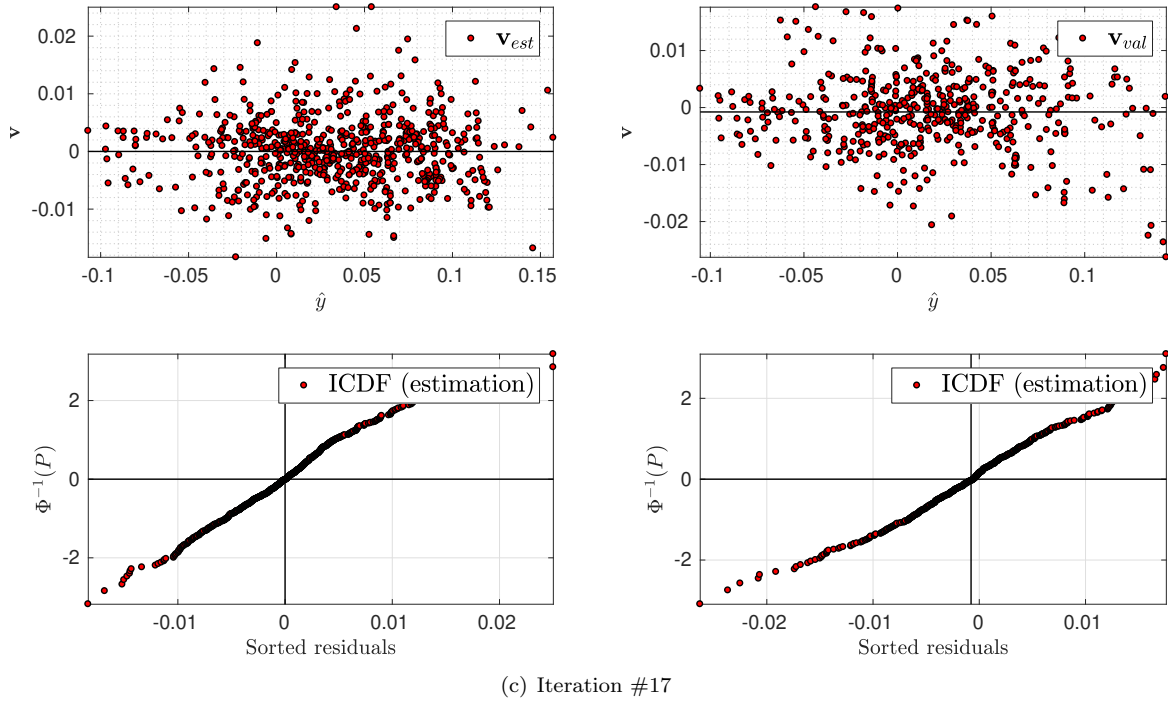 0.02
0.01
0
-0.01
v
v_est
-0.1 -0.05 0 0.05 0.1 0.15
ŷ
0.01
0
-0.01
-0.02
v
v_val
-0.1 -0.05 0 0.05 0.1
ŷ
2
0
-2
Φ⁻¹(P)
ICDF (estimation)
-0.01 0 0.01 0.02
Sorted residuals
2
0
-2
Φ⁻¹(P)
ICDF (estimation)
-0.02 -0.01 0 0.01
Sorted residuals
(c) Iteration #17